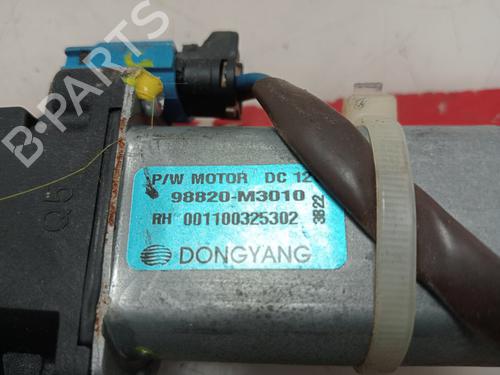 B-PARTS
P/W MOTOR DC 12
98820-M3010
RH 001100325302
3822
DONGYANG
Q5